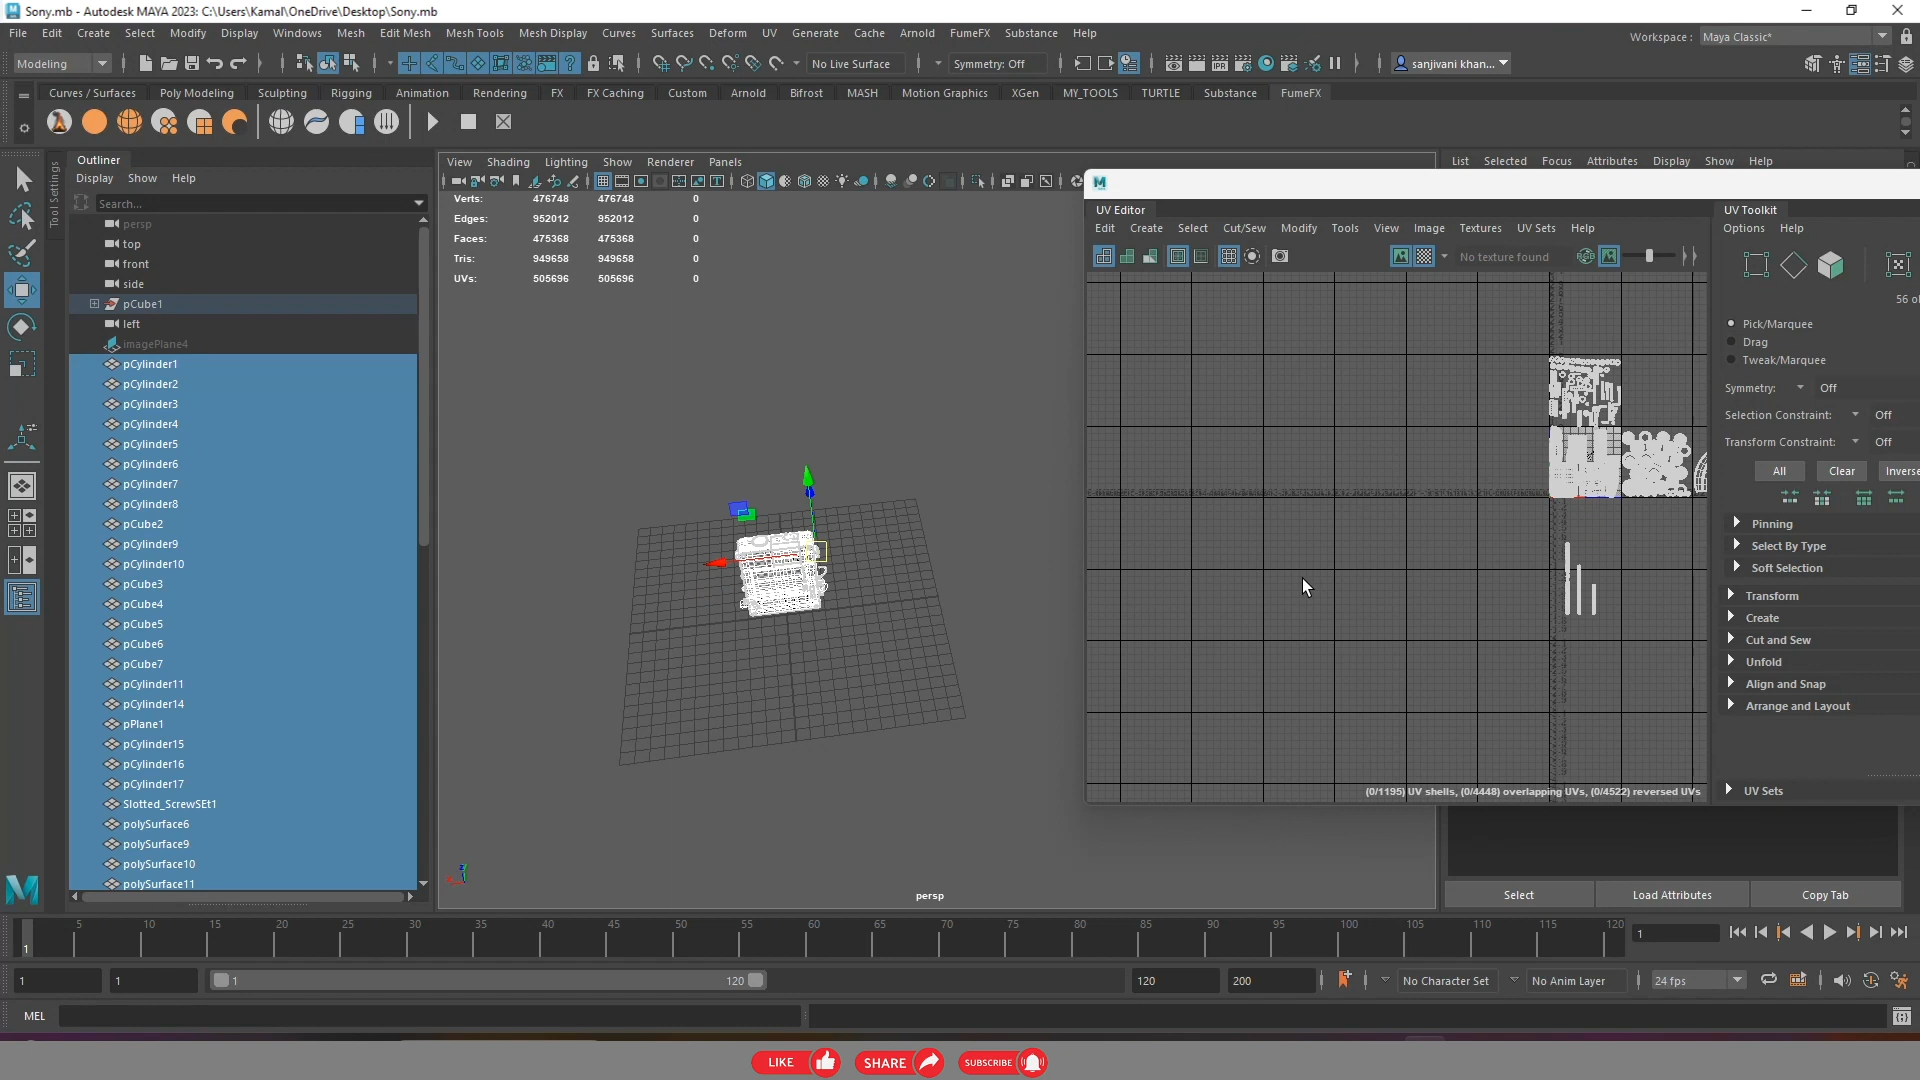 Sony.mb - Autodesk MAYA 2023: C:\Users\Kamal\OneDrive\Desktop\Sony.mb
File Edit Create Select Modify Display Windows Mesh Edit Mesh Mesh Tools Mesh Display Curves Surfaces Deform UV Generate Cache Arnold FumeFX Substance Help
Workspace : Maya Classic*
Modeling No Live Surface Symmetry: Off sanjivani khan...
Curves / Surfaces Poly Modeling Sculpting Rigging Animation Rendering FX FX Caching Custom Arnold Bifrost MASH Motion Graphics XGen MY_TOOLS TURTLE Substance FumeFX
IPR
Tool Settings
Outliner
Display Show Help
Search...
persp
top
front
side
pCube1
left
imagePlane4
pCylinder1
pCylinder2
pCylinder3
pCylinder4
pCylinder5
pCylinder6
pCylinder7
pCylinder8
pCube2
pCylinder9
pCylinder10
pCube3
pCube4
pCube5
pCube6
pCube7
pCylinder11
pCylinder14
pPlane1
pCylinder15
pCylinder16
pCylinder17
Slotted_ScrewSEt1
polySurface6
polySurface9
polySurface10
polySurface11
View Shading Lighting Show Renderer Panels
Verts: 476748 476748 0
Edges: 952012 952012 0
Faces: 475368 475368 0
Tris: 949658 949658 0
UVs: 505696 505696 0
persp
List Selected Focus Attributes Display Show Help
UV Editor
Edit Create Select Cut/Sew Modify Tools View Image Textures UV Sets Help
No texture found
RGB
(0/1195) UV shells, (0/4448) overlapping UVs, (0/4522) reversed UVs
UV Toolkit
Options Help
56 o
Pick/Marquee
Drag
Tweak/Marquee
Symmetry: Off
Selection Constraint: Off
Transform Constraint: Off
All Clear Inverse
Pinning
Select By Type
Soft Selection
Transform
Create
Cut and Sew
Unfold
Align and Snap
Arrange and Layout
UV Sets
Select Load Attributes Copy Tab
5 10 15 20 25 30 35 40 45 50 55 60 65 70 75 80 85 90 95 100 105 110 115 120
1 1
1 1 1 120 120 200 No Character Set No Anim Layer 24 fps
MEL
LIKE SHARE SUBSCRIBE